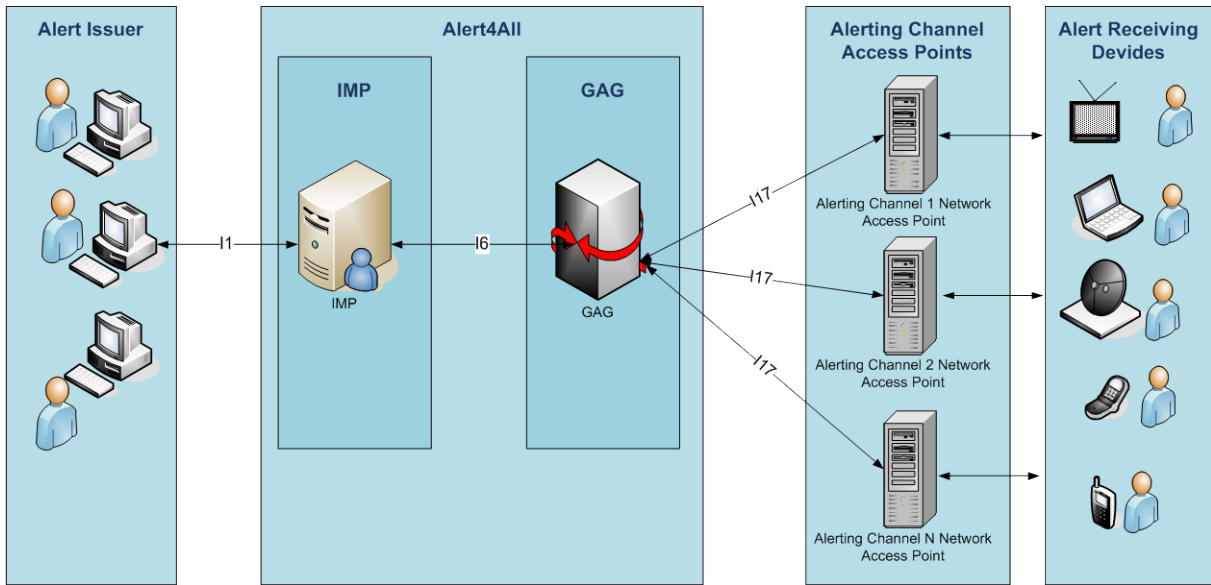 Alert Issuer
Alert4All
Alerting Channel
Access Points
Alert Receiving
Devides
IMP
GAG
I1
I6
I17
I17
I17
IMP
GAG
Alerting Channel 1 Network
Access Point
Alerting Channel 2 Network
Access Point
Alerting Channel N Network
Access Point